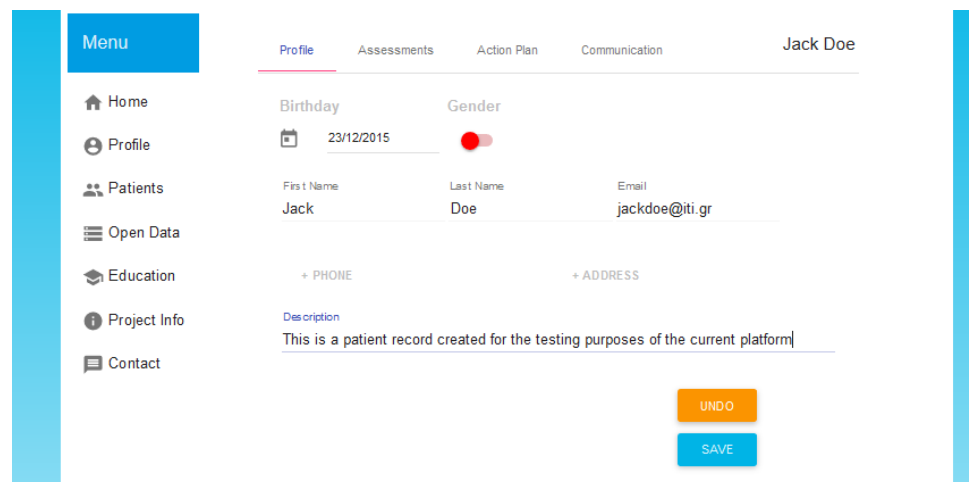 Menu
Profile Assessments Action Plan Communication Jack Doe
Home
Profile
Patients
Open Data
Education
Project Info
Contact
Birthday Gender
23/12/2015
First Name Last Name Email
Jack Doe jackdoe@iti.gr
+ PHONE + ADDRESS
Description
This is a patient record created for the testing purposes of the current platform
UNDO
SAVE